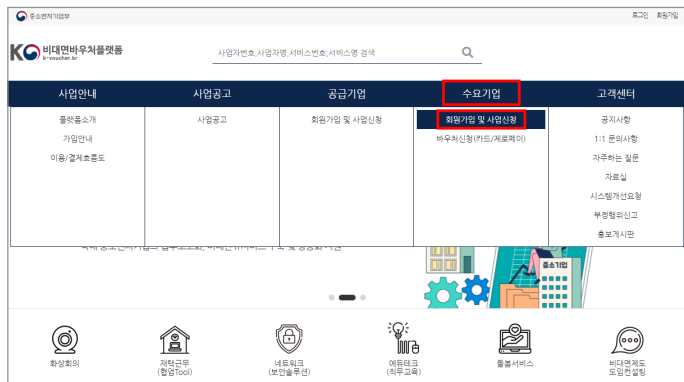 중소벤처기업부
로그인 회원가입
K 비대면바우처플랫폼
k-voucher.kr
사업자번호,사업자명,서비스번호,서비스명 검색
사업안내 사업공고 공급기업 수요기업 고객센터
플랫폼소개 사업공고 회원가입 및 사업신청 회원가입 및 사업신청 공지사항
가입안내 바우처신청(카드/제로페이) 1:1 문의사항
이용/결제흐름도 자주하는 질문
자료실
시스템개선요청
부정행위신고
홍보게시판
중소기업
화상회의
재택근무
(협업Tool)
네트워크
(보안솔루션)
에듀테크
(직무교육)
돌봄서비스
비대면제도
도입컨설팅